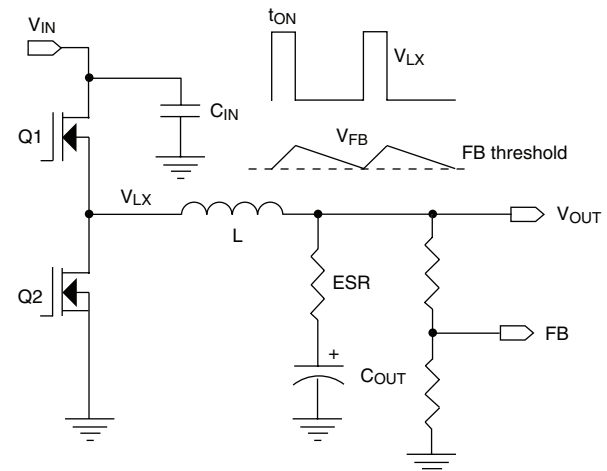 VIN
tON
VLX
Q1
CIN
VFB
FB threshold
VLX
L
VOUT
Q2
ESR
FB
+
COUT